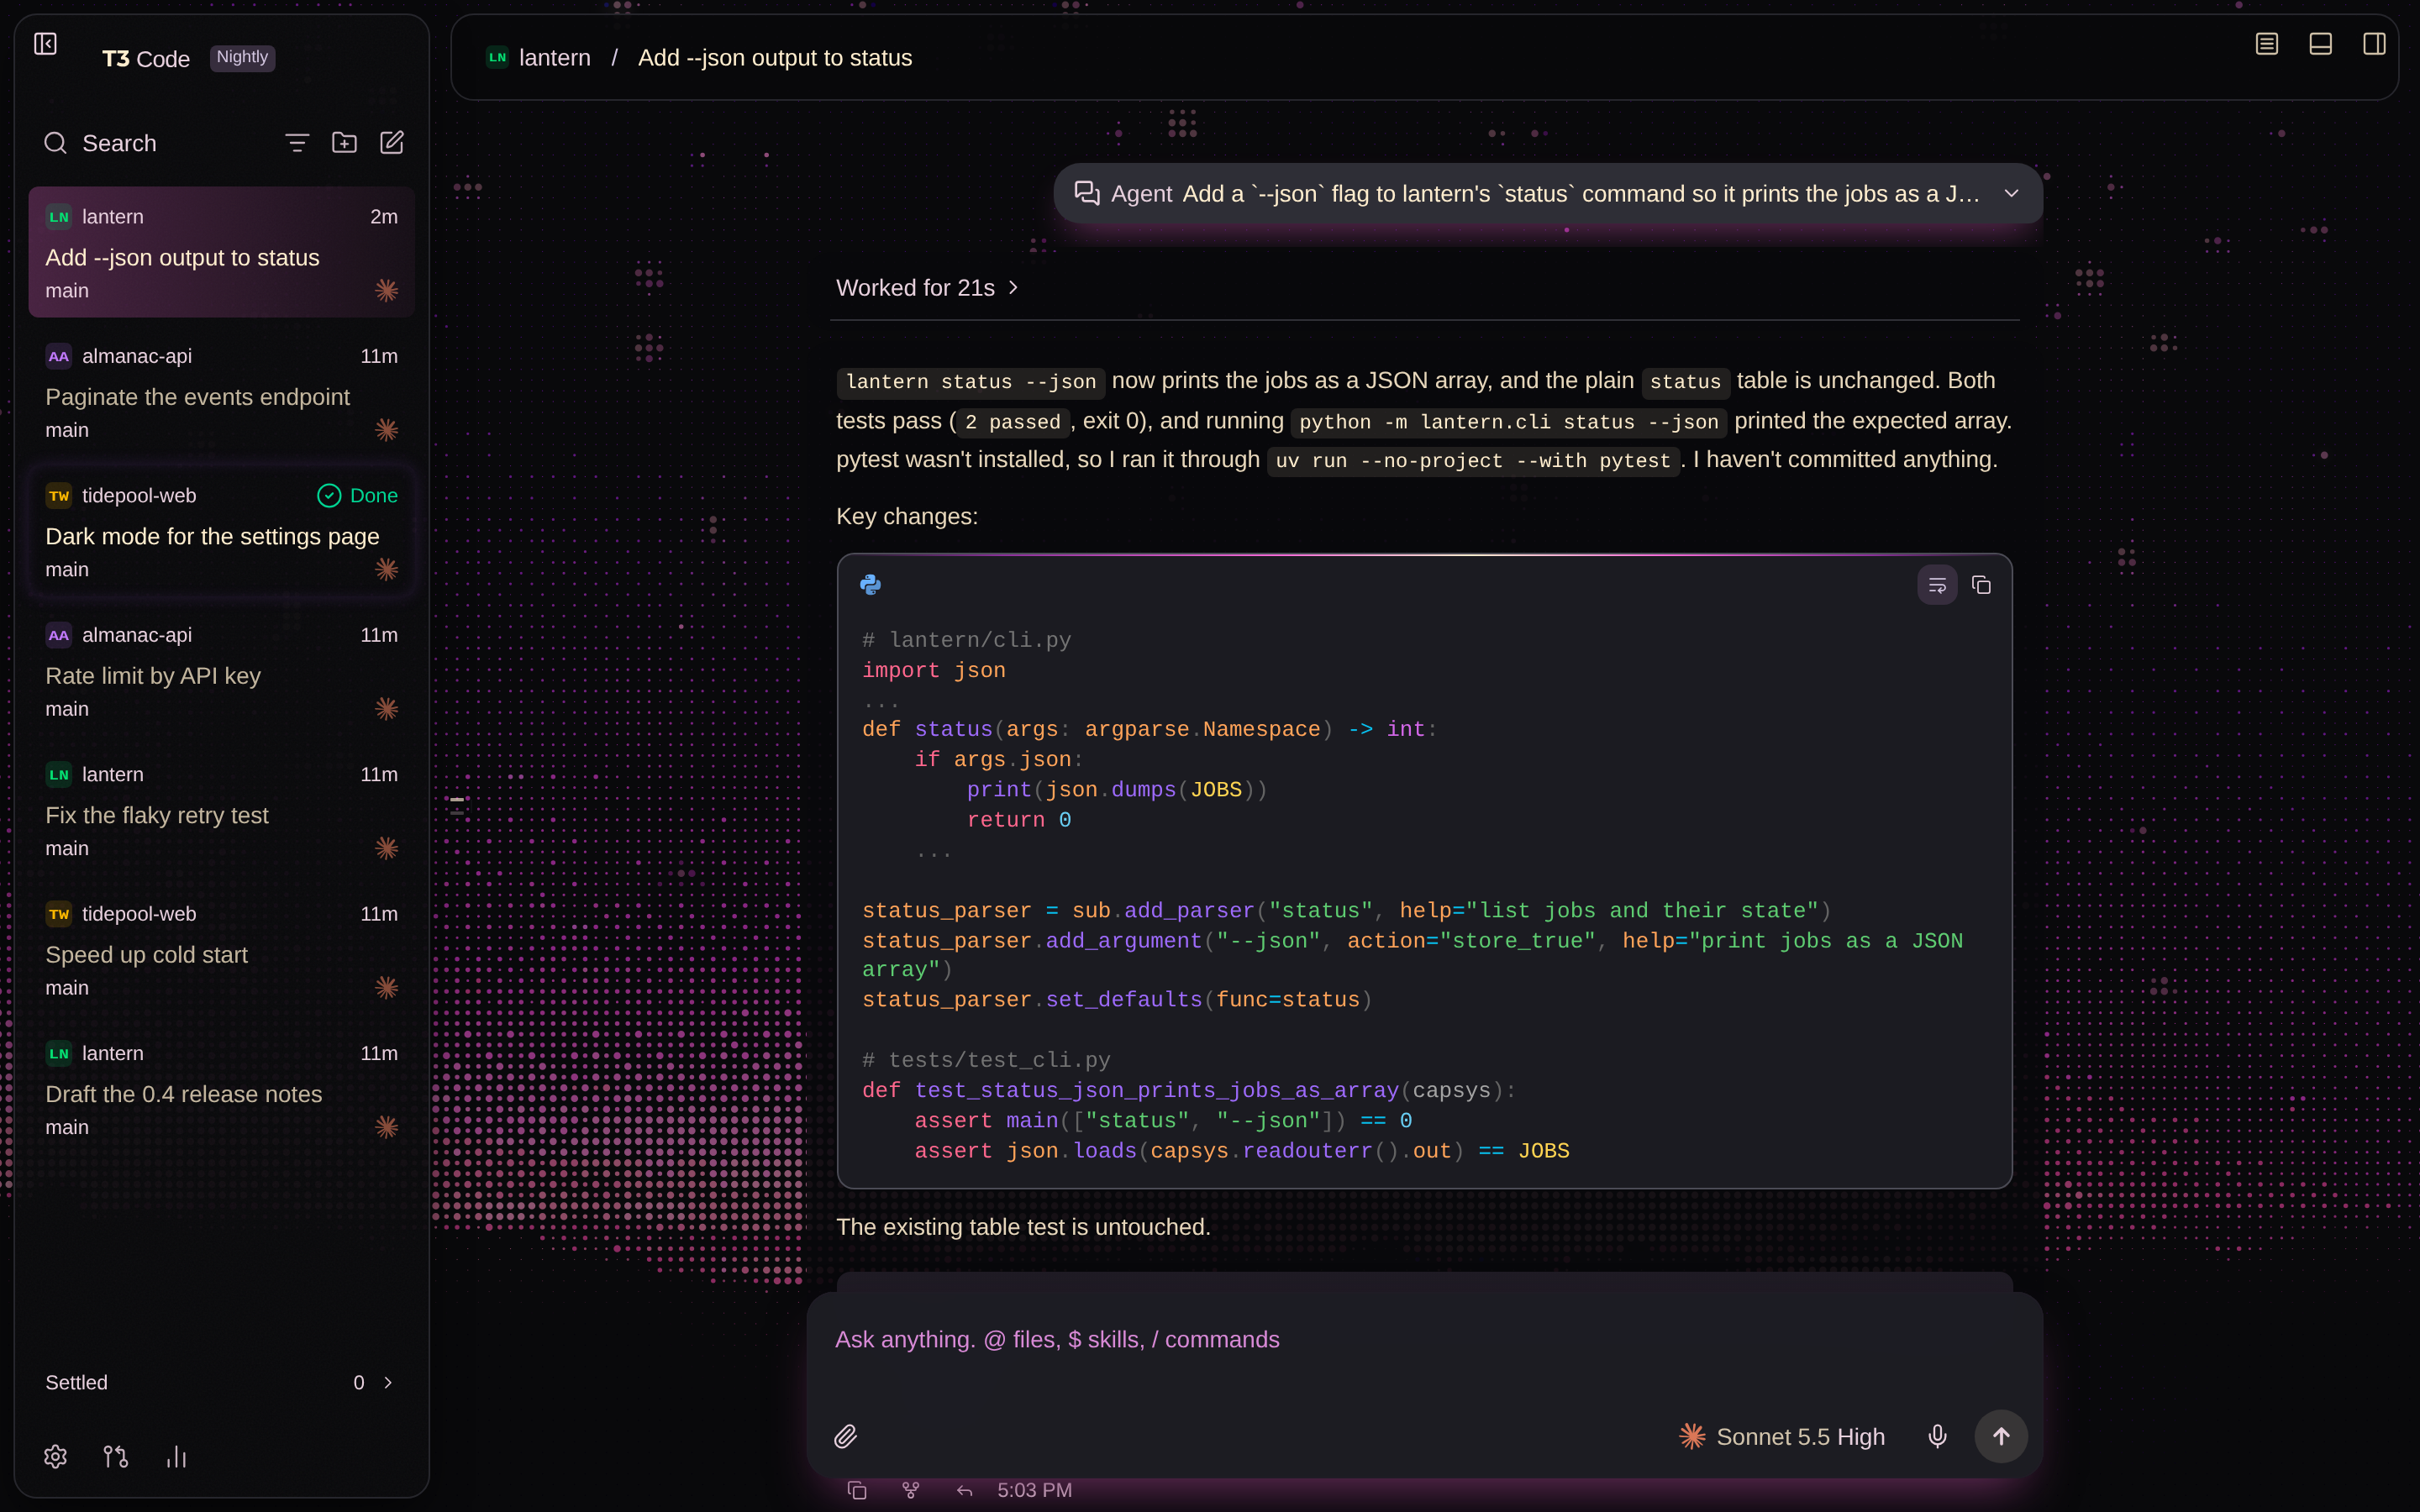 T3 Code Nightly
Search
LN lantern 2m
Add --json output to status
main
AA almanac-api 11m
Paginate the events endpoint
main
TW tidepool-web Done
Dark mode for the settings page
main
AA almanac-api 11m
Rate limit by API key
main
LN lantern 11m
Fix the flaky retry test
main
TW tidepool-web 11m
Speed up cold start
main
LN lantern 11m
Draft the 0.4 release notes
main
Settled 0
LN lantern / Add --json output to status
Agent Add a `--json` flag to lantern's `status` command so it prints the jobs as a J…
Worked for 21s
lantern status --json now prints the jobs as a JSON array, and the plain status table is unchanged. Both
tests pass (2 passed, exit 0), and running python -m lantern.cli status --json printed the expected array.
pytest wasn't installed, so I ran it through uv run --no-project --with pytest. I haven't committed anything.
Key changes:
# lantern/cli.py
import json
...
def status(args: argparse.Namespace) -> int:
    if args.json:
        print(json.dumps(JOBS))
        return 0
    ...
status_parser = sub.add_parser("status", help="list jobs and their state")
status_parser.add_argument("--json", action="store_true", help="print jobs as a JSON
array")
status_parser.set_defaults(func=status)
# tests/test_cli.py
def test_status_json_prints_jobs_as_array(capsys):
    assert main(["status", "--json"]) == 0
    assert json.loads(capsys.readouterr().out) == JOBS
The existing table test is untouched.
Ask anything. @ files, $ skills, / commands
Sonnet 5.5 High
5:03 PM